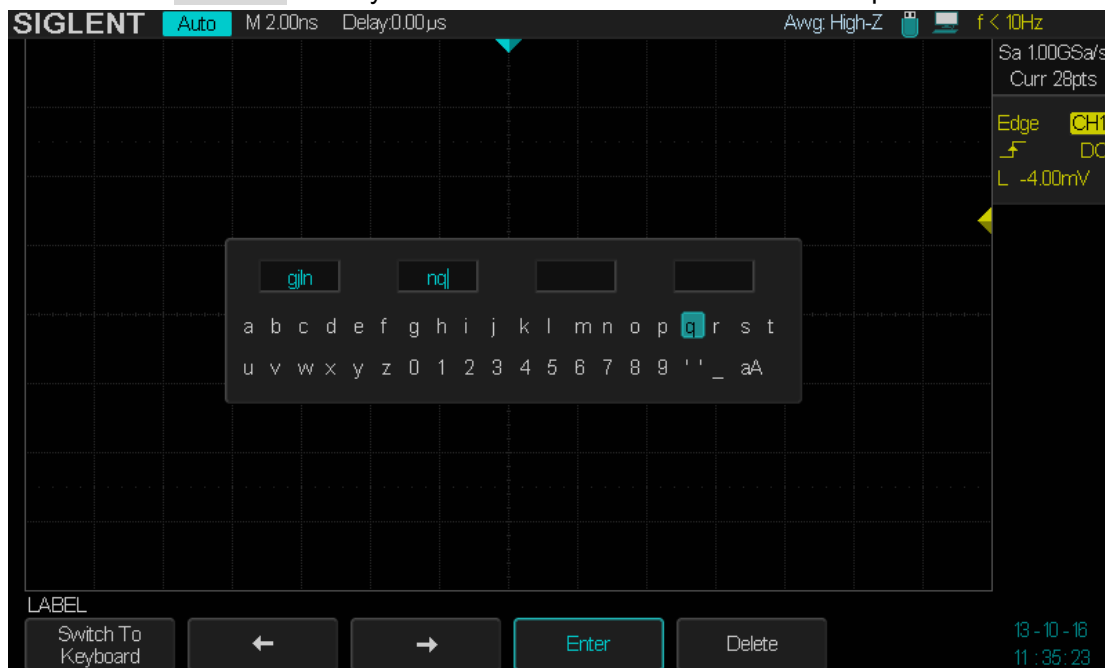 SIGLENT Auto M 2.00ns Delay:0.00µs Awg: High-Z f < 10Hz
Sa 1.00GSa/s
Curr 28pts
Edge CH1
DC
L -4.00mV
gjln nq
a b c d e f g h i j k l m n o p q r s t
u v w x y z 0 1 2 3 4 5 6 7 8 9 ' ' _ aA
LABEL
Switch To Keyboard ← → Enter Delete
13 - 10 - 16
11 : 35 : 23